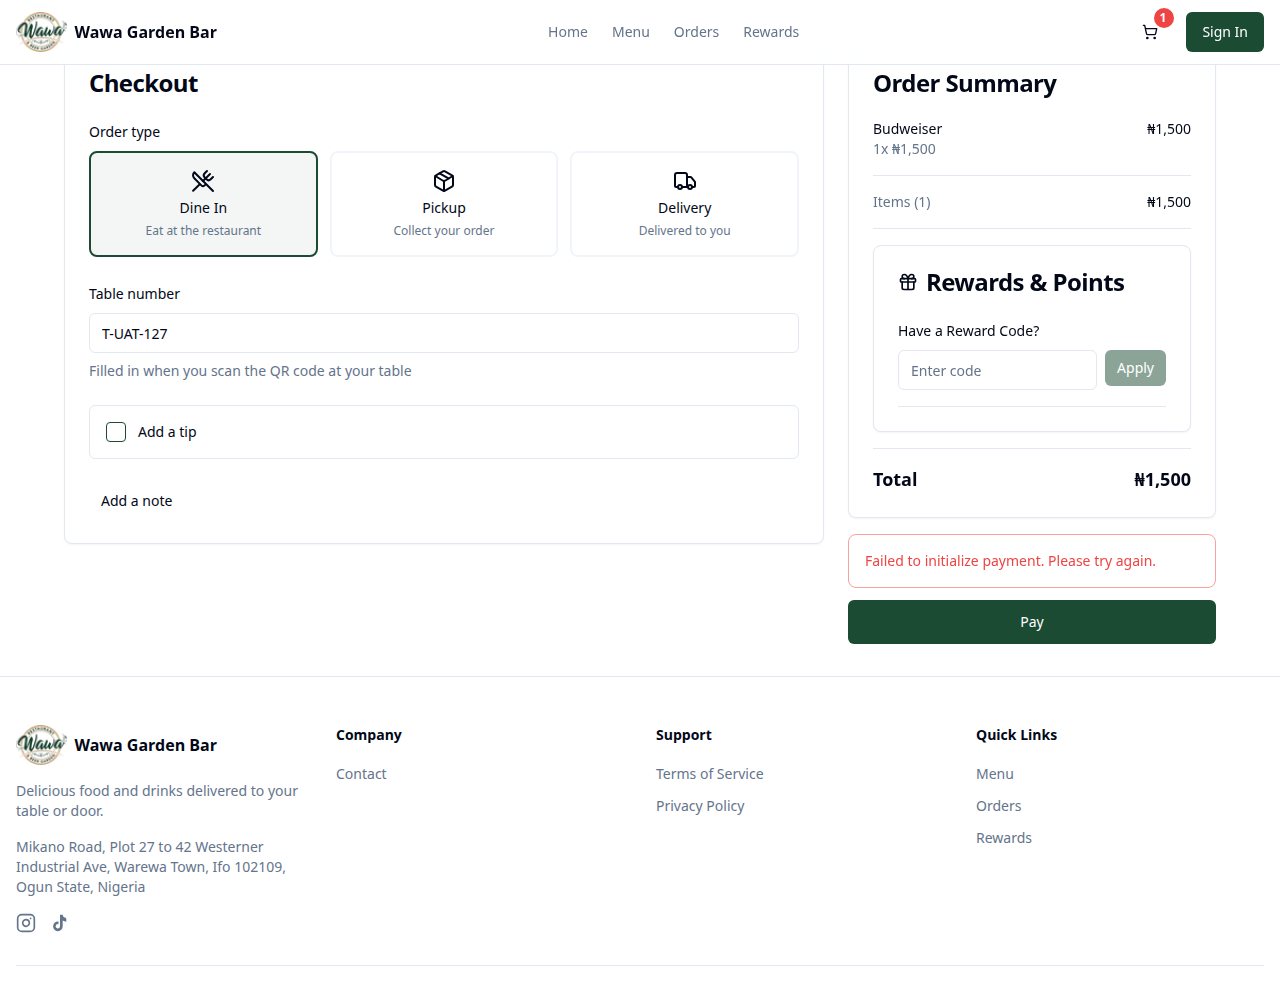 Wawa
Wawa Garden Bar
Home
Menu
Orders
Rewards
1
Sign In
Checkout
Order type
Dine In
Eat at the restaurant
Pickup
Collect your order
Delivery
Delivered to you
Table number
T-UAT-127
Filled in when you scan the QR code at your table
Add a tip
Add a note
Order Summary
Budweiser
₦1,500
1x ₦1,500
Items (1)
₦1,500
Rewards & Points
Have a Reward Code?
Enter code
Apply
Total
₦1,500
Failed to initialize payment. Please try again.
Pay
Wawa
Wawa Garden Bar
Delicious food and drinks delivered to your
table or door.
Mikano Road, Plot 27 to 42 Westerner
Industrial Ave, Warewa Town, Ifo 102109,
Ogun State, Nigeria
Company
Contact
Support
Terms of Service
Privacy Policy
Quick Links
Menu
Orders
Rewards